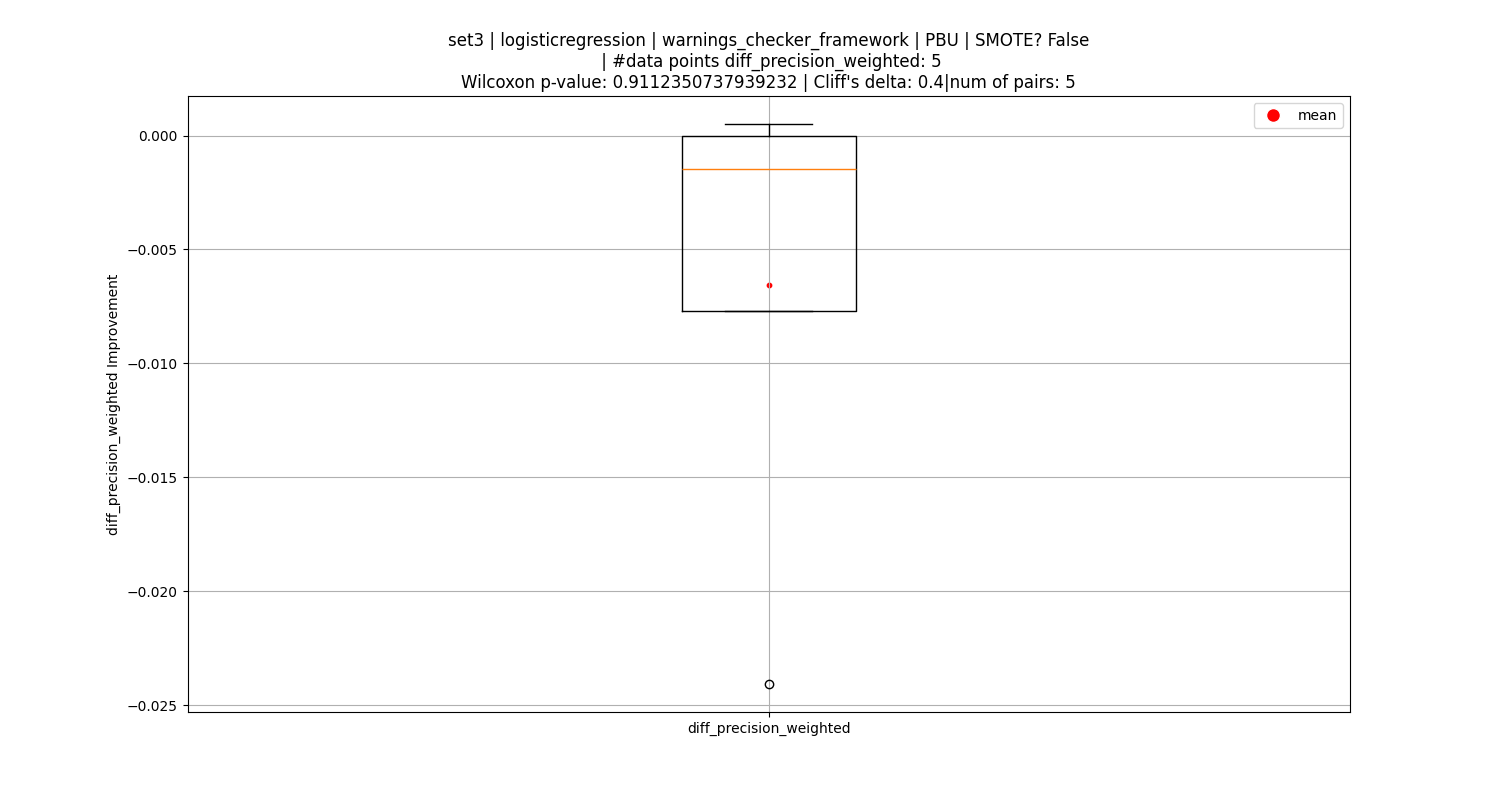 set3 | logisticregression | warnings_checker_framework | PBU | SMOTE? False
| #data points diff_precision_weighted: 5
Wilcoxon p-value: 0.9112350737939232 | Cliff's delta: 0.4|num of pairs: 5
mean
0.000
−0.005
−0.010
−0.015
−0.020
−0.025
diff_precision_weighted Improvement
diff_precision_weighted